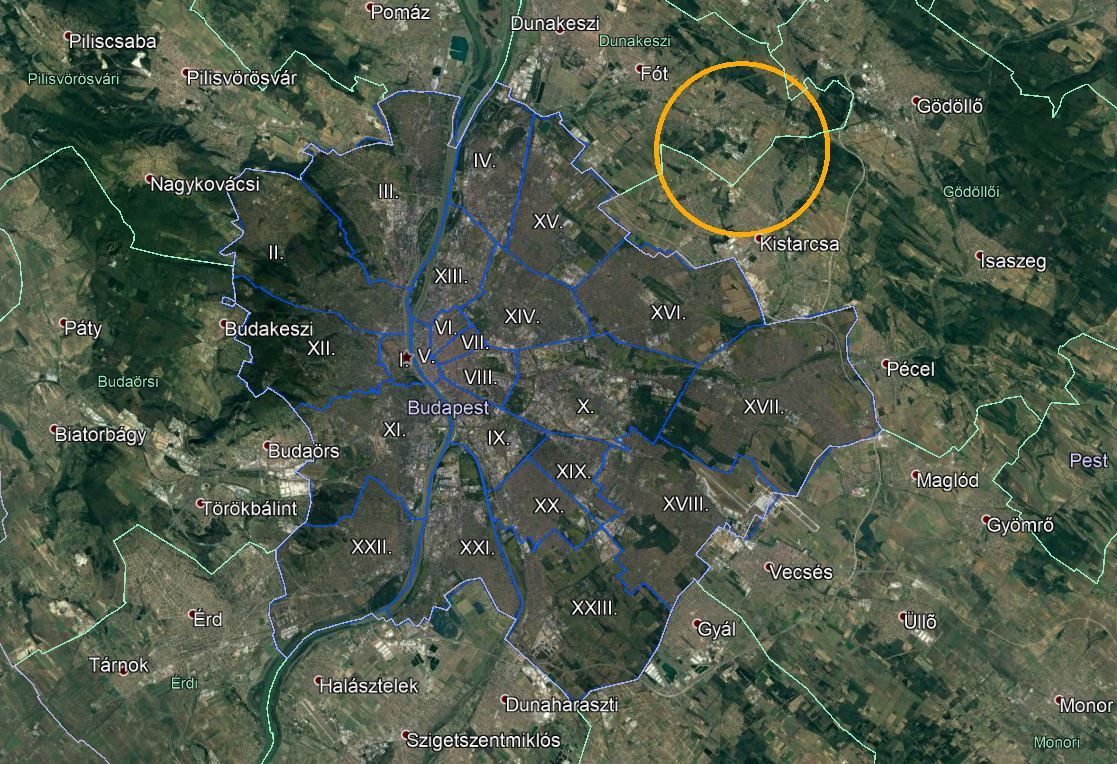 Pomáz
Dunakeszi
Piliscsaba
Dunakeszi
Pilisvörösvári
Pilisvörösvár
Fót
Gödöllő
IV.
Nagykovácsi
III.
Gödöllői
XV.
II.
Kistarcsa
Isaszeg
XIII.
XVI.
XIV.
Páty
Budakeszi
VI.
VII.
XII.
I.
V.
Pécel
VIII.
Budaörsi
Budapest
X.
XVII.
Biatorbágy
XI.
IX.
Budaörs
Pest
XIX.
Maglód
Törökbálint
XX.
XVIII.
Gyömrő
XXII.
XXI.
Vecsés
XXIII.
Érd
Gyál
Üllő
Tárnok
Érdi
Halásztelek
Dunaharaszti
Monor
Szigetszentmiklós
Monori